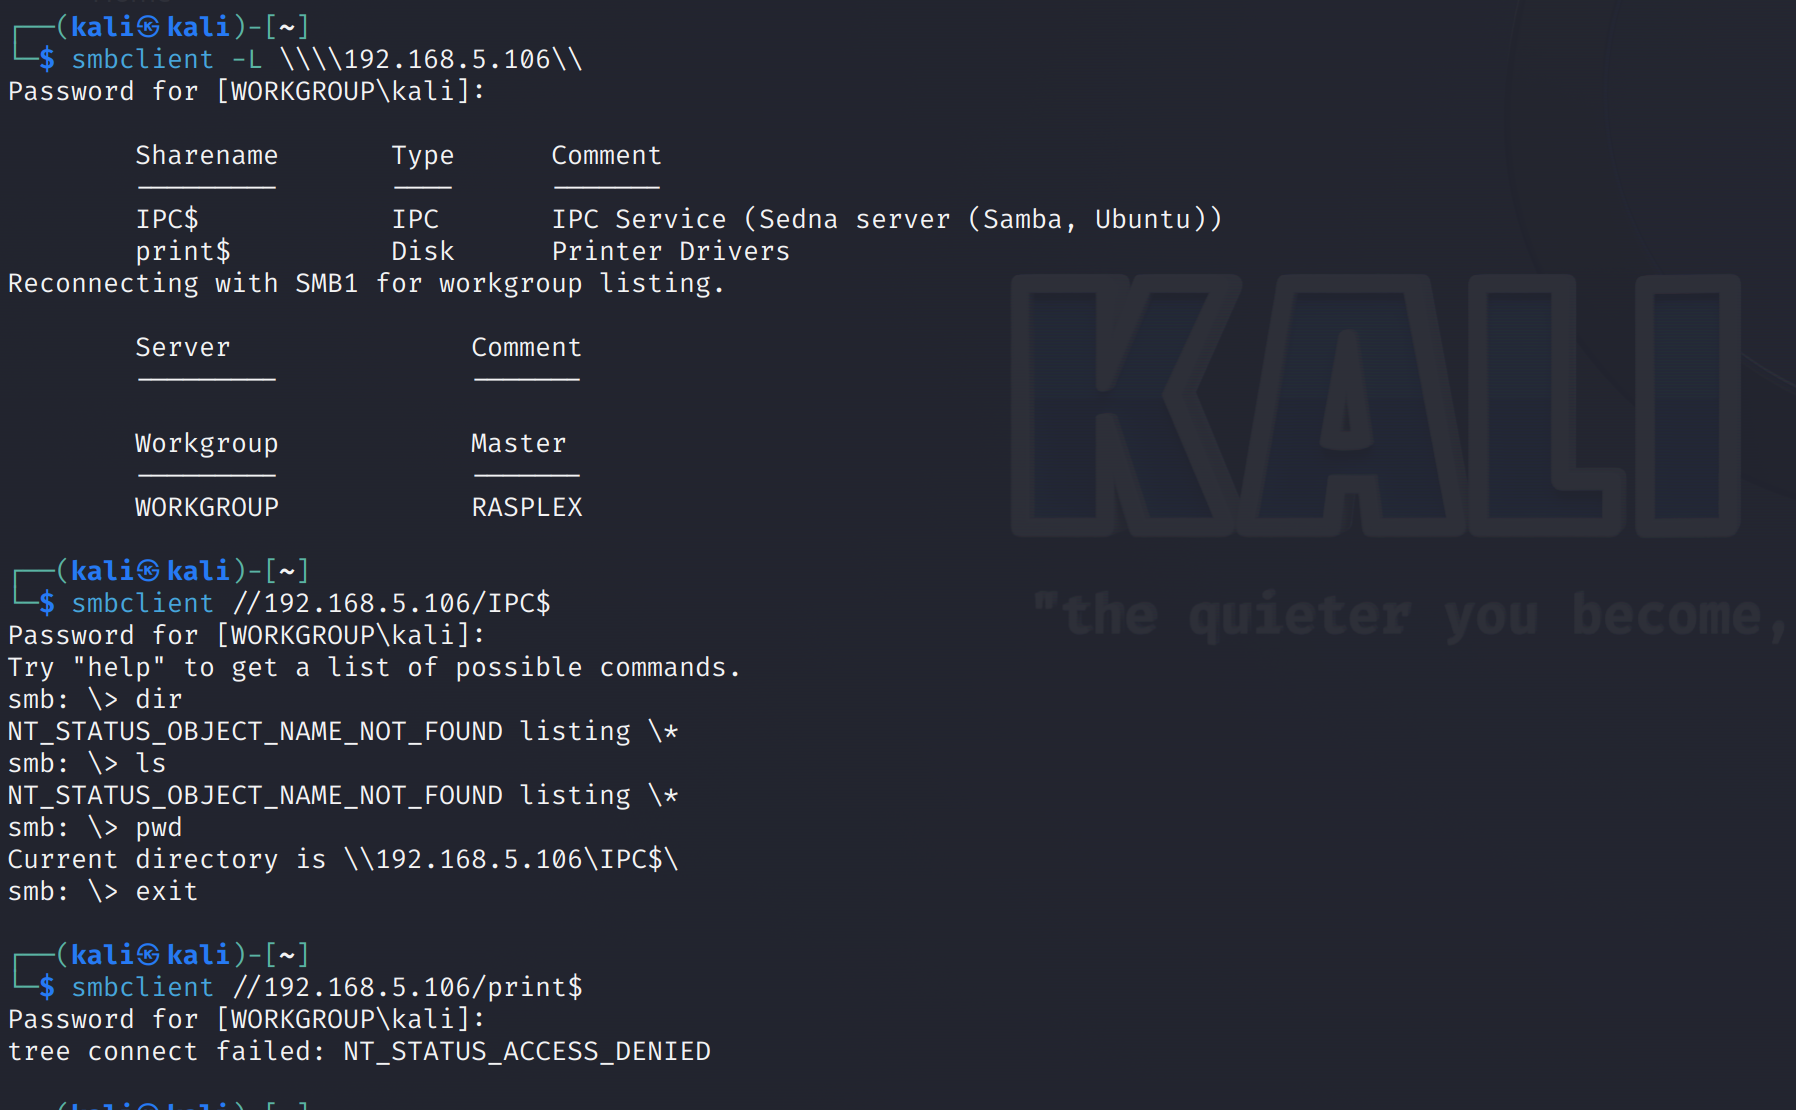 ┌──(kali㉿kali)-[~]
└─$ smbclient -L \\\\192.168.5.106\\
Password for [WORKGROUP\kali]:
Sharename Type Comment
--------- ---- -------
IPC$ IPC IPC Service (Sedna server (Samba, Ubuntu))
print$ Disk Printer Drivers
Reconnecting with SMB1 for workgroup listing.
Server Comment
--------- -------
Workgroup Master
--------- -------
WORKGROUP RASPLEX
┌──(kali㉿kali)-[~]
└─$ smbclient //192.168.5.106/IPC$
Password for [WORKGROUP\kali]:
Try "help" to get a list of possible commands.
smb: \> dir
NT_STATUS_OBJECT_NAME_NOT_FOUND listing \*
smb: \> ls
NT_STATUS_OBJECT_NAME_NOT_FOUND listing \*
smb: \> pwd
Current directory is \\192.168.5.106\IPC$\
smb: \> exit
┌──(kali㉿kali)-[~]
└─$ smbclient //192.168.5.106/print$
Password for [WORKGROUP\kali]:
tree connect failed: NT_STATUS_ACCESS_DENIED
┌──(kali㉿kali)-[~]
KALI
"the quieter you become,